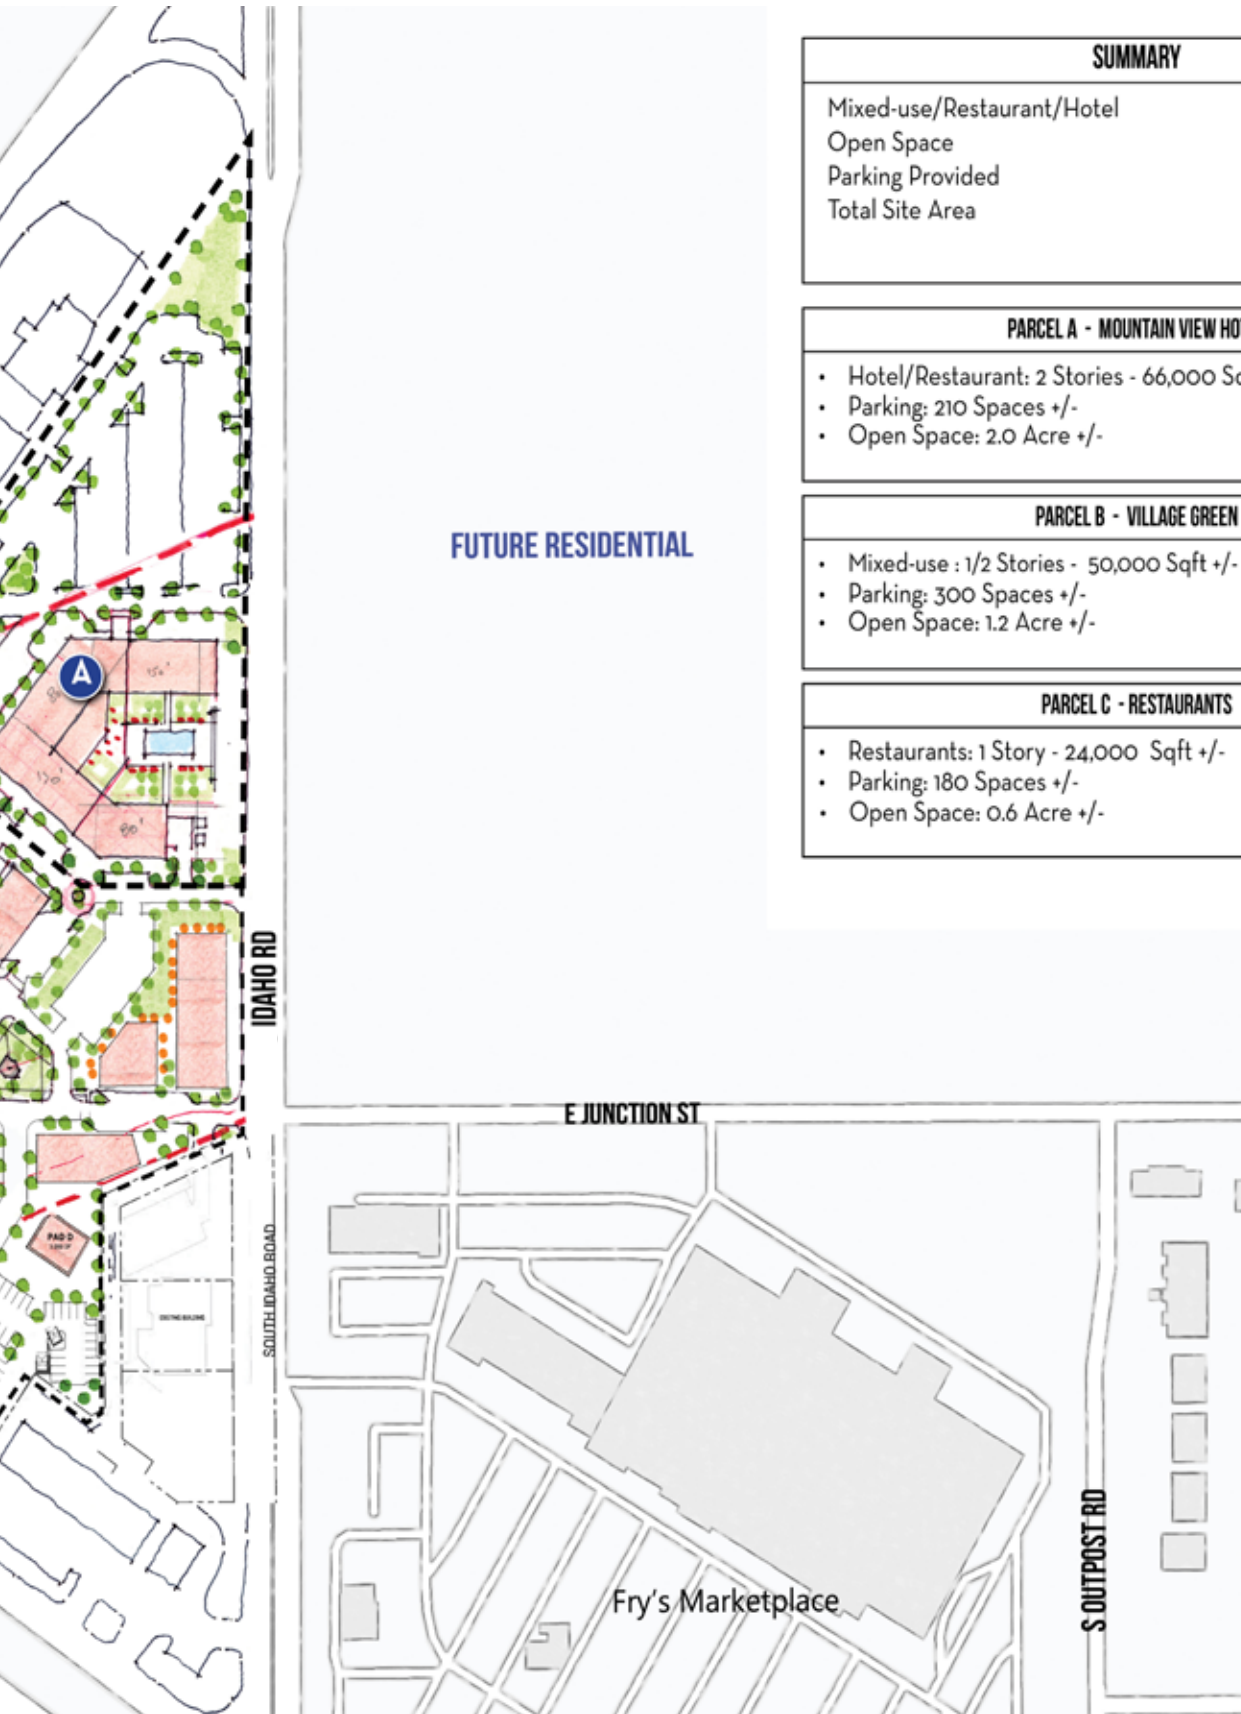 SUMMARY
Mixed-use/Restaurant/Hotel
Open Space
Parking Provided
Total Site Area
PARCEL A - MOUNTAIN VIEW
• Hotel/Restaurant: 2 Stories - 66,000
• Parking: 210 Spaces +/-
• Open Space: 2.0 Acre +/-
PARCEL B - VILLAGE GREEN
• Mixed-use : 1/2 Stories - 50,000 Sqft +/-
• Parking: 300 Spaces +/-
• Open Space: 1.2 Acre +/-
PARCEL C - RESTAURANTS
• Restaurants: 1 Story - 24,000 Sqft +/-
• Parking: 180 Spaces +/-
• Open Space: 0.6 Acre +/-
FUTURE RESIDENTIAL
A
150'
80'
IDAHO RD
E JUNCTION ST
PAD D
SOUTH IDAHO ROAD
EXISTING BUILDING
S OUTPOST RD
Fry's Marketplace